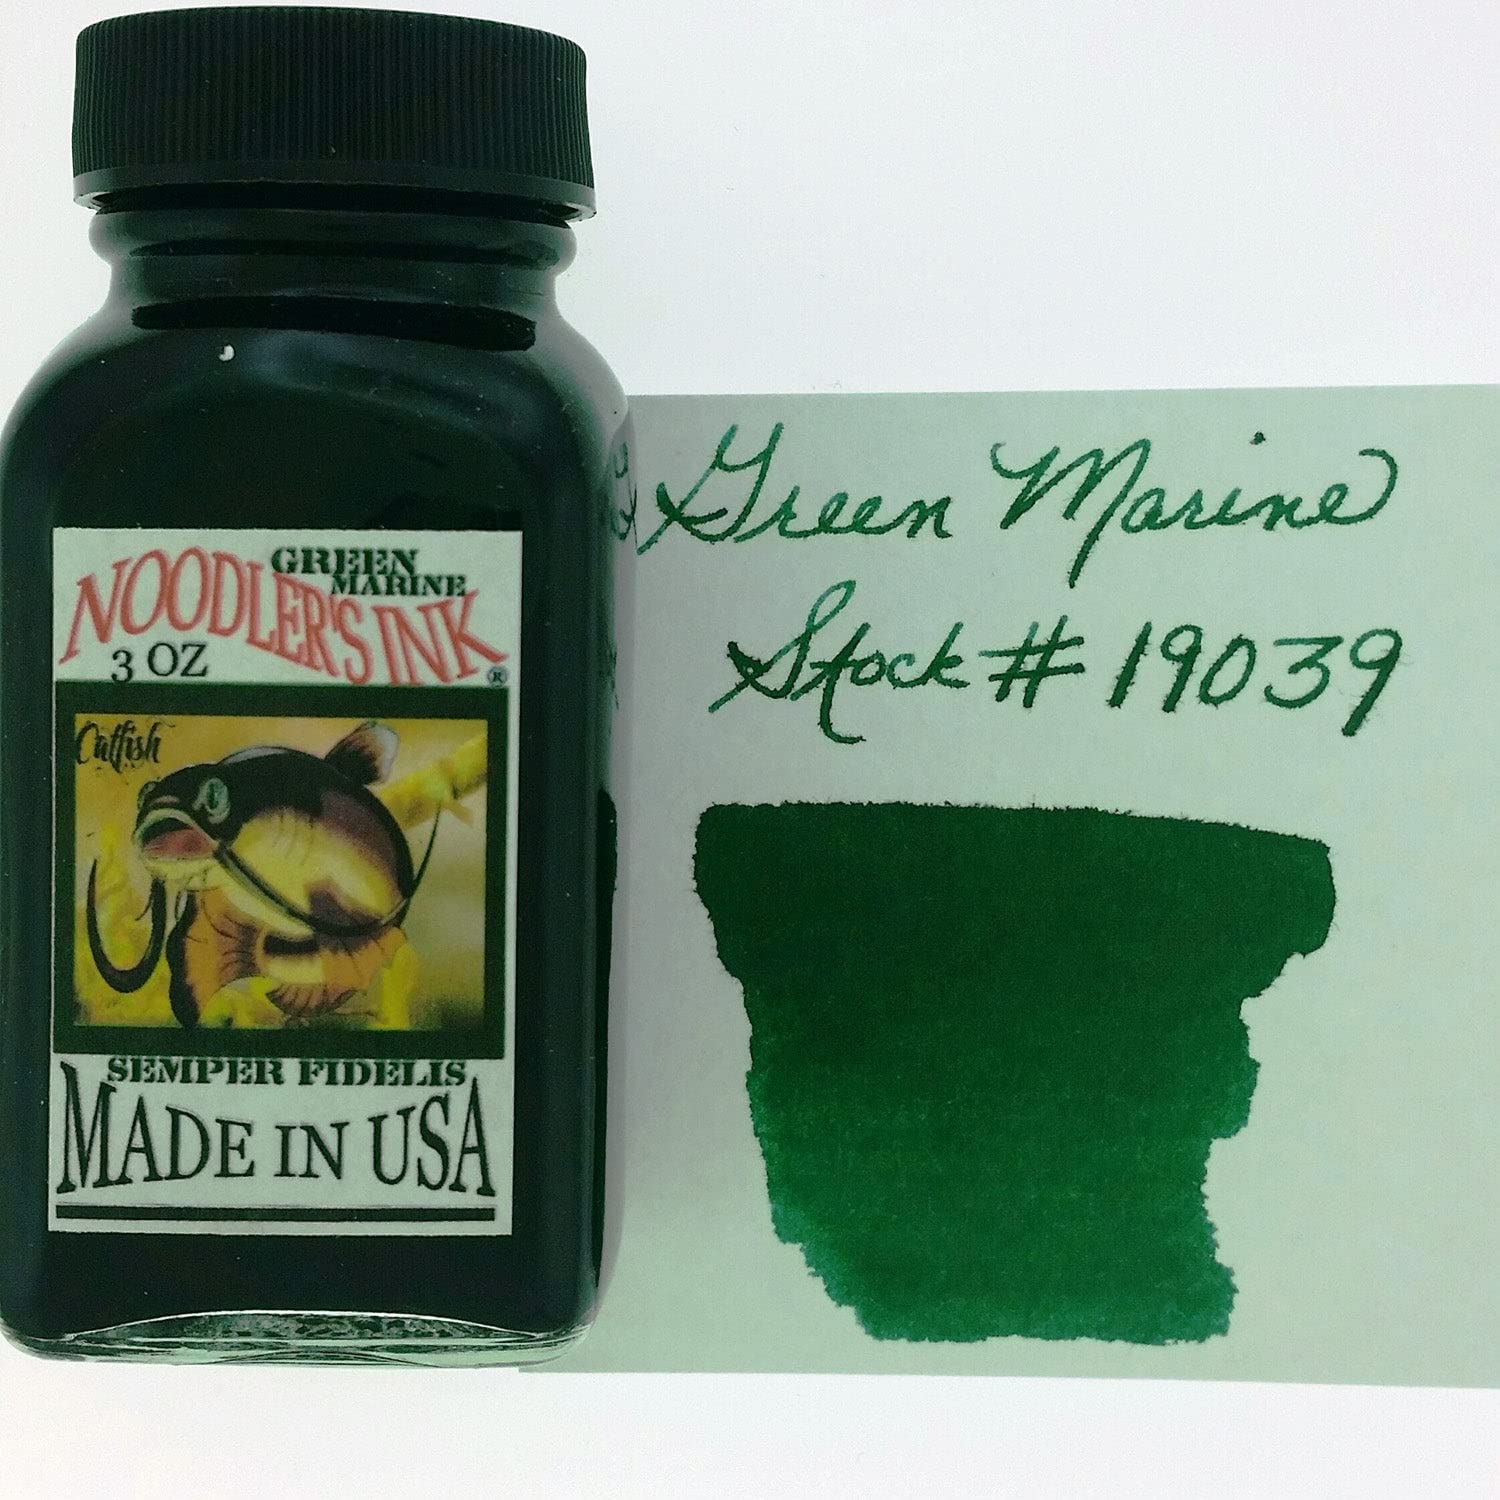 GREEN
MARINE
NOODLER'S INK®
3 OZ
Catfish
SEMPER FIDELIS
MADE IN USA
Green Marine
Stock # 19039